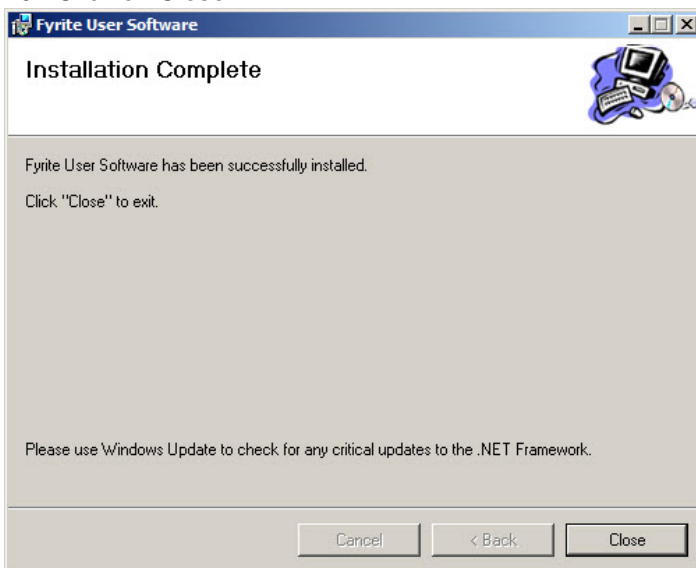 Fyrite User Software
Installation Complete
Fyrite User Software has been successfully installed.
Click "Close" to exit.
Please use Windows Update to check for any critical updates to the .NET Framework.
Cancel
< Back
Close